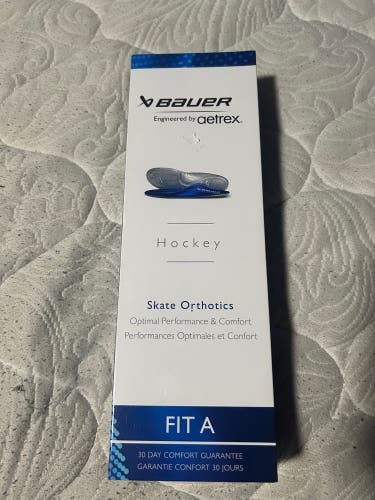 BAUER
Engineered by aetrex.
Hockey
Skate Orthotics
Optimal Performance & Comfort
Performances Optimales et Confort
FIT A
30 DAY COMFORT GUARANTEE
GARANTIE CONFORT 30 JOURS